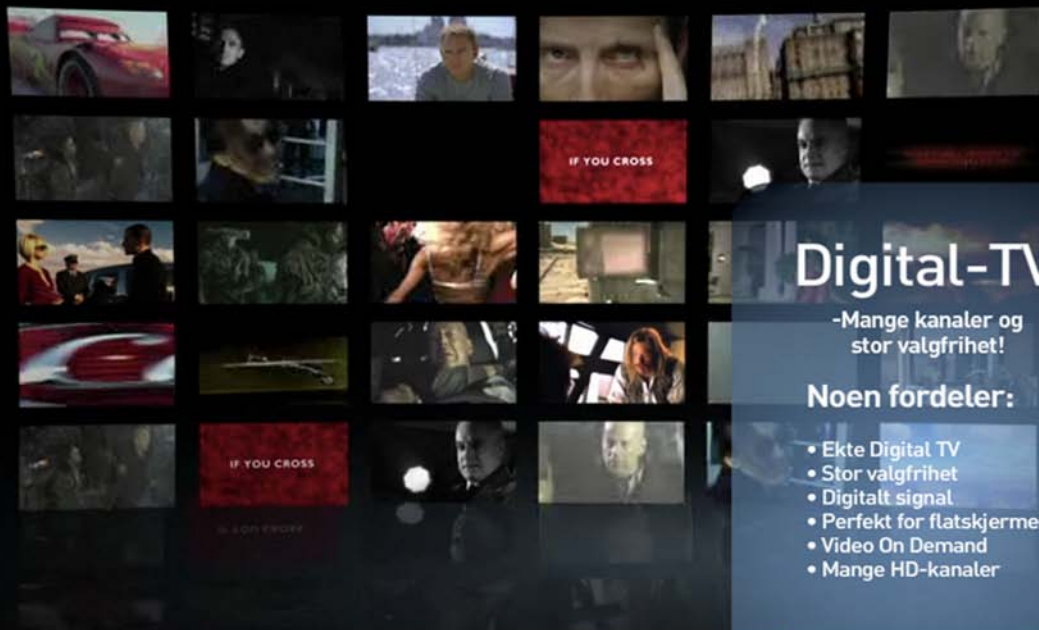 IF YOU CROSS
Digital-TV
-Mange kanaler og
stor valgfrihet!
Noen fordeler:
• Ekte Digital TV
• Stor valgfrihet
• Digitalt signal
• Perfekt for flatskjerme
• Video On Demand
• Mange HD-kanaler
IF YOU CROSS